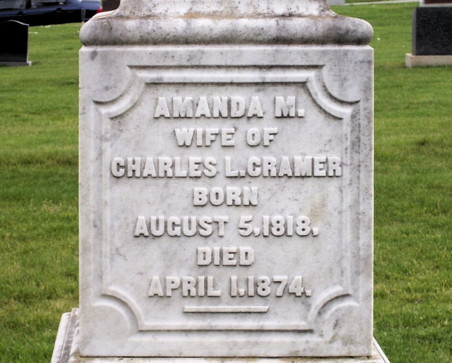 AMANDA M.
WIFE OF
CHARLES L. CRAMER
BORN
AUGUST 5, 1818.
DIED
APRIL 1, 1874.